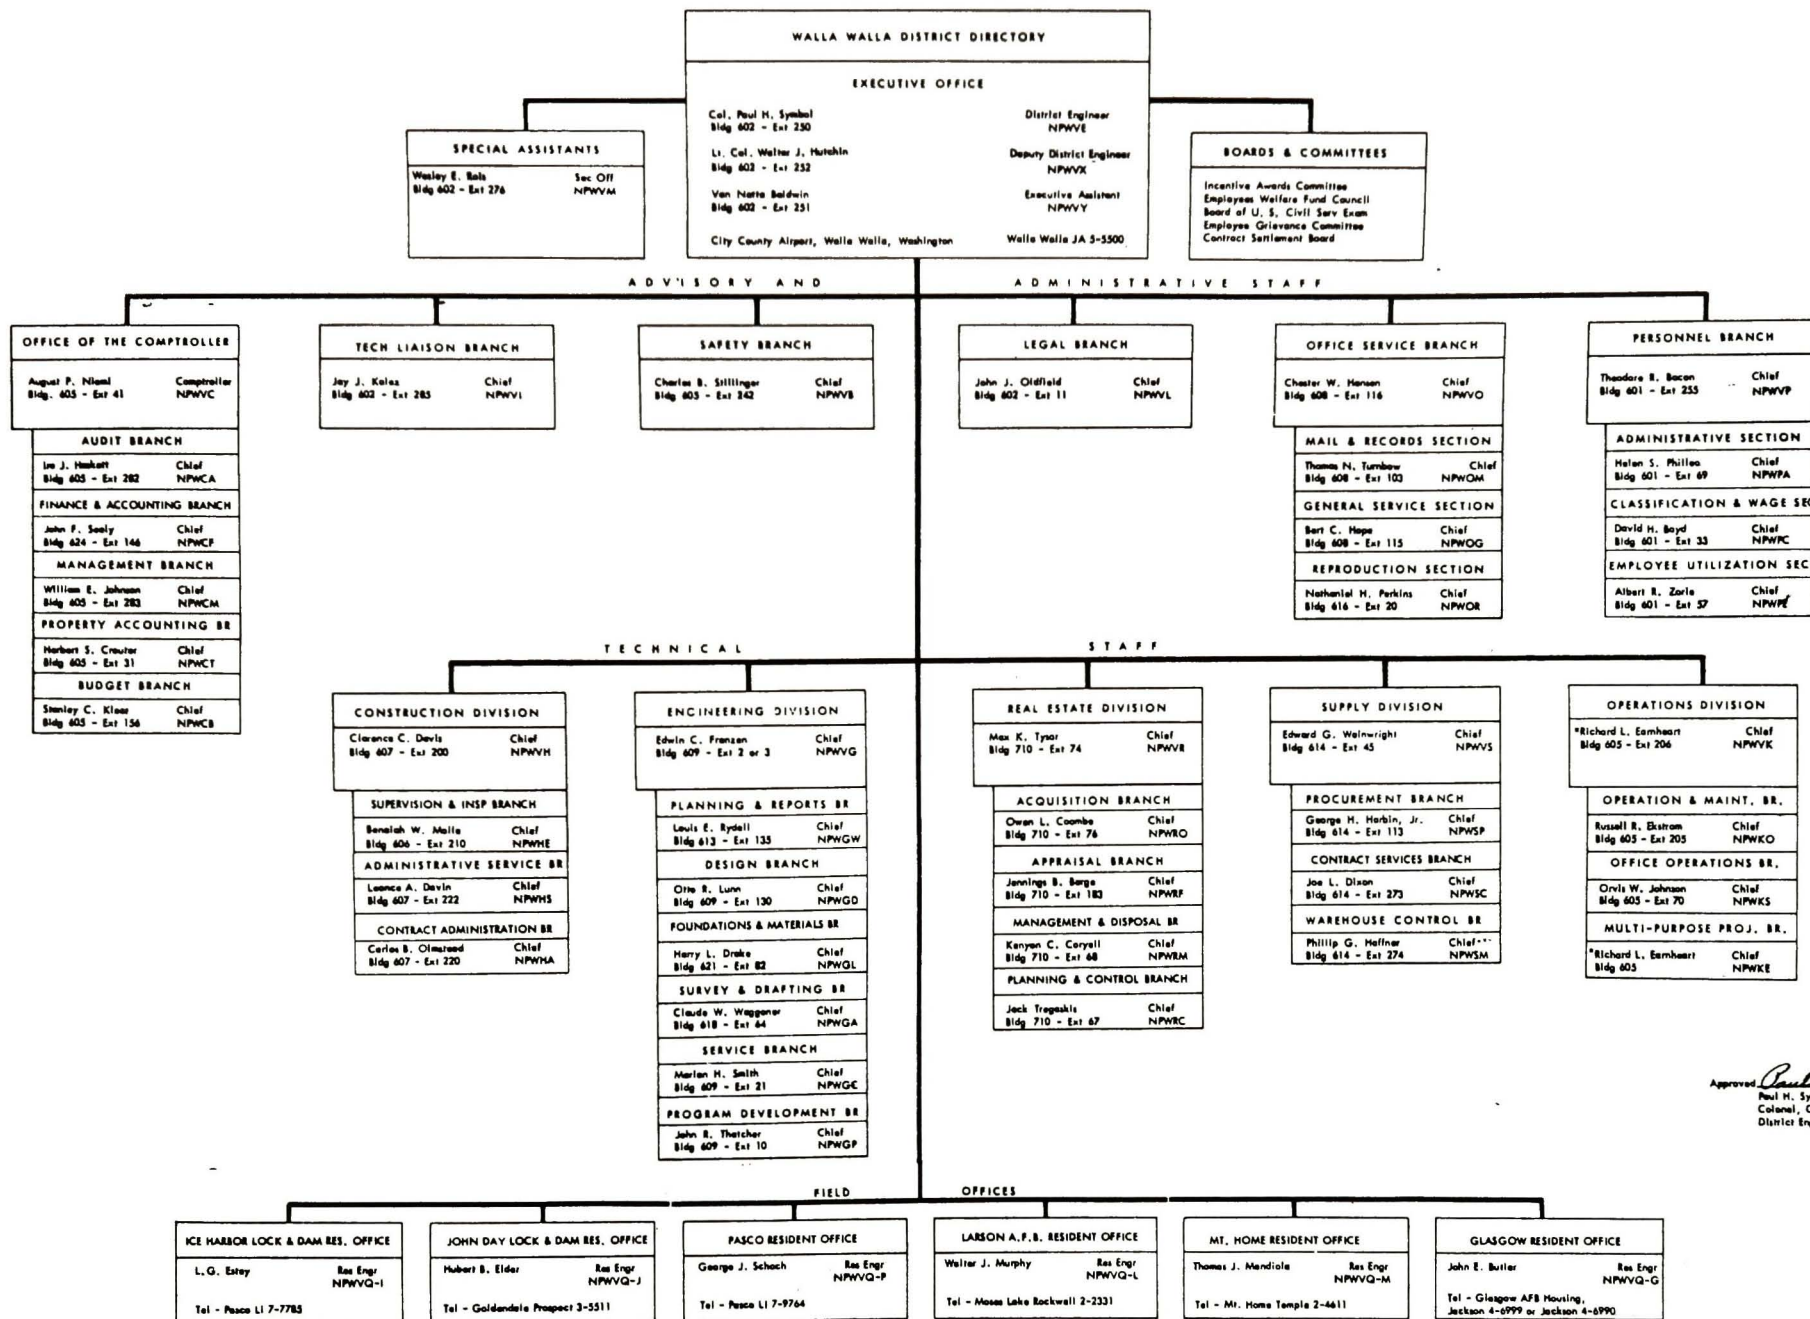 WALLA WALLA DISTRICT DIRECTORY
EXECUTIVE OFFICE
Col. Paul H. Symbol District Engineer
Bldg 602 - Ext 250 NPWVE
Lt. Col. Walter J. Hutchin Deputy District Engineer
Bldg 602 - Ext 252 NPWVX
Van Natta Baldwin Executive Assistant
Bldg 602 - Ext 251 NPWVY
City County Airport, Walla Walla, Washington Walla Walla JA 5-5500
SPECIAL ASSISTANTS
Wesley E. Sec Off
Bldg 602 - Ext 276 NPWVM
BOARDS & COMMITTEES
Incentive Awards Committee
Employees Welfare Fund Council
Board of U. S. Civil Serv Exam
Employee Grievance Committee
Contract Settlement Board
ADVISORY AND ADMINISTRATIVE STAFF
OFFICE OF THE COMPTROLLER
August P. Niemi Comptroller
Bldg. 605 - Ext 41 NPWVC
AUDIT BRANCH
J. Chief
Bldg 605 - Ext 282 NPWCA
FINANCE & ACCOUNTING BRANCH
John F. Seely Chief
Bldg 624 - Ext 146 NPWCF
MANAGEMENT BRANCH
William E. Johnson Chief
Bldg 605 - Ext 283 NPWCM
PROPERTY ACCOUNTING BR
Herbert S. Crouter Chief
Bldg 605 - Ext 31 NPWCT
BUDGET BRANCH
Stanley C. Chief
Bldg 605 - Ext 156 NPWCB
TECH LIAISON BRANCH
Jay J. Kalez Chief
Bldg 602 - Ext 285 NPWVI
SAFETY BRANCH
Charles B. Stillinger Chief
Bldg 605 - Ext 242 NPWVB
LEGAL BRANCH
John J. Oldfield Chief
Bldg 602 - Ext 11 NPWVL
OFFICE SERVICE BRANCH
Chester W. Hansen Chief
Bldg 608 - Ext 116 NPWVO
MAIL & RECORDS SECTION
Thomas N. Turnbow Chief
Bldg 608 - Ext 103 NPWOM
GENERAL SERVICE SECTION
Bert C. Hope Chief
Bldg 608 - Ext 115 NPWOG
REPRODUCTION SECTION
Nathaniel H. Perkins Chief
Bldg 616 - Ext 20 NPWOR
PERSONNEL BRANCH
Theodore R. Bacon Chief
Bldg 601 - Ext 255 NPWVP
ADMINISTRATIVE SECTION
Helen S. Phillea Chief
Bldg 601 - Ext 69 NPWPA
CLASSIFICATION & WAGE SEC
David H. Boyd Chief
Bldg 601 - Ext 33 NPWPC
EMPLOYEE UTILIZATION SEC
Albert R. Chief
Bldg 601 - Ext 57 NPWPE
TECHNICAL STAFF
CONSTRUCTION DIVISION
Clarence C. Davis Chief
Bldg 607 - Ext 200 NPWVH
SUPERVISION & INSP BRANCH
Benaiah W. Chief
Bldg 606 - Ext 210 NPWHE
ADMINISTRATIVE SERVICE BR
Leonce A. Davin Chief
Bldg 607 - Ext 222 NPWHS
CONTRACT ADMINISTRATION BR
Carlos B. Olmstead Chief
Bldg 607 - Ext 220 NPWHA
ENGINEERING DIVISION
Edwin C. Franzen Chief
Bldg 609 - Ext 2 or 3 NPWVG
PLANNING & REPORTS BR
Louis E. Rydell Chief
Bldg 613 - Ext 135 NPWGW
DESIGN BRANCH
Otto R. Lunn Chief
Bldg 609 - Ext 130 NPWGD
FOUNDATIONS & MATERIALS BR
Harry L. Drake Chief
Bldg 621 - Ext 82 NPWGL
SURVEY & DRAFTING BR
Claude W. Waggoner Chief
Bldg 618 - Ext 64 NPWGA
SERVICE BRANCH
Marlen H. Smith Chief
Bldg 609 - Ext 21 NPWGC
PROGRAM DEVELOPMENT BR
John R. Thatcher Chief
Bldg 609 - Ext 10 NPWGP
REAL ESTATE DIVISION
Max K. Tysor Chief
Bldg 710 - Ext 74 NPWVR
ACQUISITION BRANCH
Owen L. Coombe Chief
Bldg 710 - Ext 76 NPWRO
APPRAISAL BRANCH
Jennings B. Barge Chief
Bldg 710 - Ext 183 NPWRF
MANAGEMENT & DISPOSAL BR
Kenyon C. Coryell Chief
Bldg 710 - Ext 68 NPWRM
PLANNING & CONTROL BRANCH
Jack Tregaskis Chief
Bldg 710 - Ext 67 NPWRC
SUPPLY DIVISION
Edward G. Wainwright Chief
Bldg 614 - Ext 45 NPWVS
PROCUREMENT BRANCH
George H. Harbin, Jr. Chief
Bldg 614 - Ext 113 NPWSP
CONTRACT SERVICES BRANCH
Joe L. Dixon Chief
Bldg 614 - Ext 273 NPWSC
WAREHOUSE CONTROL BR
Phillip G. Haffner Chief
Bldg 614 - Ext 274 NPWSM
OPERATIONS DIVISION
*Richard L. Earnheart Chief
Bldg 605 - Ext 206 NPWVK
OPERATION & MAINT. BR.
Russell R. Ekstrom Chief
Bldg 605 - Ext 205 NPWKO
OFFICE OPERATIONS BR.
Orvis W. Johnson Chief
Bldg 605 - Ext 70 NPWKS
MULTI-PURPOSE PROJ. BR.
*Richard L. Earnheart Chief
Bldg 605 NPWKE
Approved Paul
Paul H. Sy
Colonel, C
District En
FIELD OFFICES
ICE HARBOR LOCK & DAM RES. OFFICE
L.G. Estey Res Engr
NPWVQ-I
Tel - Pasco LI 7-7785
JOHN DAY LOCK & DAM RES. OFFICE
Hubert B. Elder Res Engr
NPWVQ-J
Tel - Goldendale Prospect 3-5511
PASCO RESIDENT OFFICE
George J. Schoch Res Engr
NPWVQ-P
Tel - Pasco LI 7-9764
LARSON A.F.B. RESIDENT OFFICE
Walter J. Murphy Res Engr
NPWVQ-L
Tel - Moses Lake Rockwall 2-2331
MT. HOME RESIDENT OFFICE
Thomas J. Mendiola Res Engr
NPWVQ-M
Tel - Mt. Home Temple 2-4611
GLASGOW RESIDENT OFFICE
John E. Butler Res Engr
NPWVQ-G
Tel - Glasgow AFB Housing,
Jackson 4-6999 or Jackson 4-6990